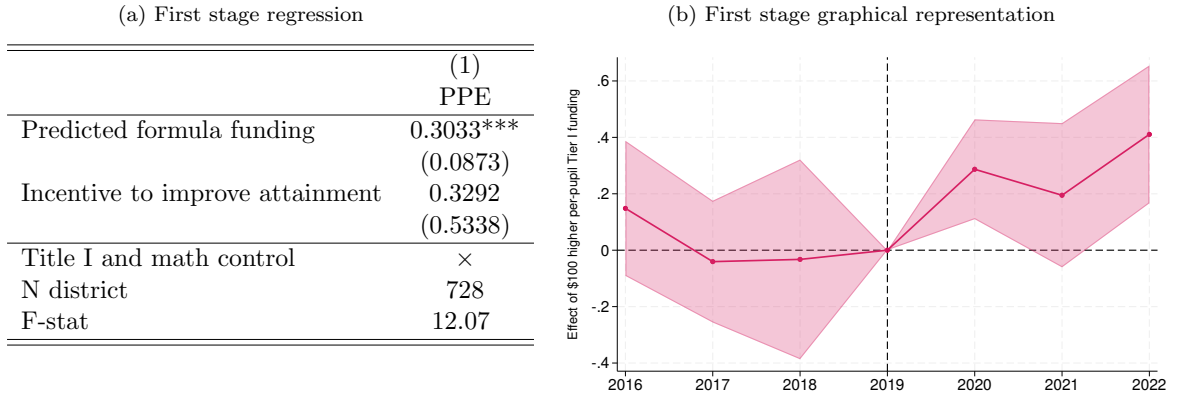 (a) First stage regression
(1)
PPE
Predicted formula funding 0.3033***
(0.0873)
Incentive to improve attainment 0.3292
(0.5338)
Title I and math control ×
N district 728
F-stat 12.07
(b) First stage graphical representation
Effect of $100 higher per-pupil Tier I funding
.6
.4
.2
0
-.2
-.4
2016 2017 2018 2019 2020 2021 2022